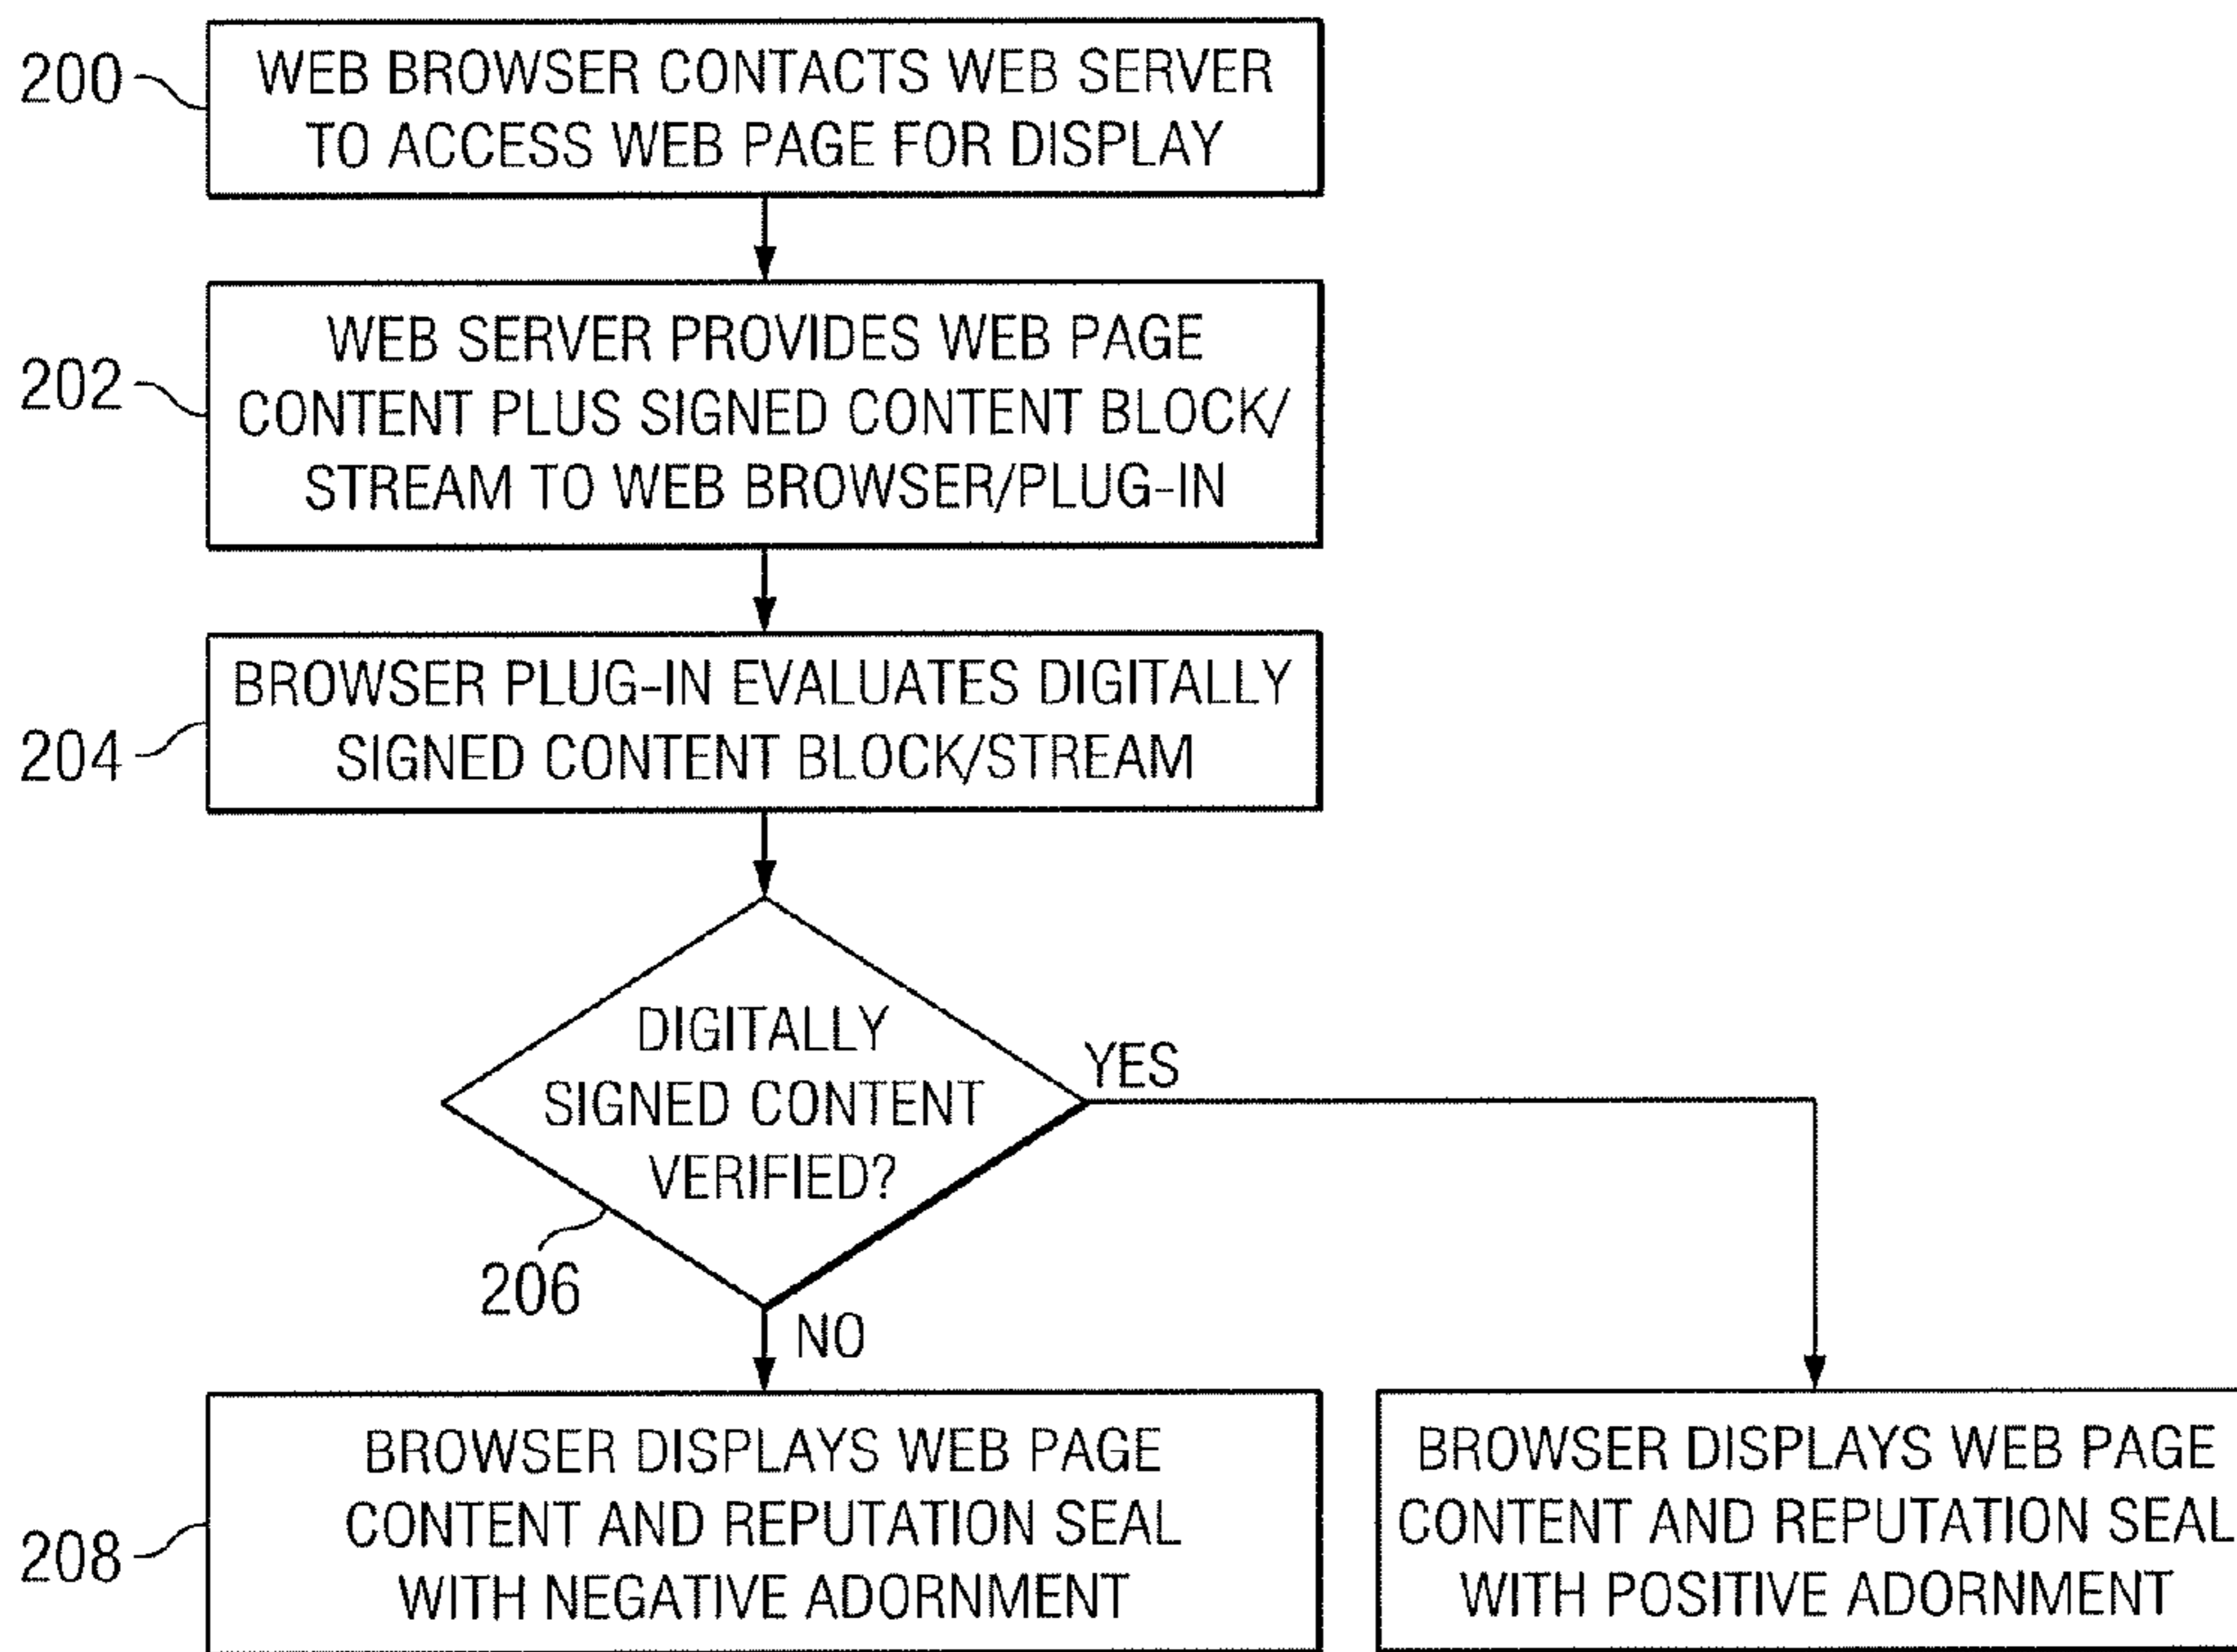 200
WEB BROWSER CONTACTS WEB SERVER
TO ACCESS WEB PAGE FOR DISPLAY
202
WEB SERVER PROVIDES WEB PAGE
CONTENT PLUS SIGNED CONTENT BLOCK/
STREAM TO WEB BROWSER/PLUG-IN
204
BROWSER PLUG-IN EVALUATES DIGITALLY
SIGNED CONTENT BLOCK/STREAM
DIGITALLY
SIGNED CONTENT
VERIFIED?
YES
206
NO
208
BROWSER DISPLAYS WEB PAGE
CONTENT AND REPUTATION SEAL
WITH NEGATIVE ADORNMENT
BROWSER DISPLAYS WEB PAGE
CONTENT AND REPUTATION SEAL
WITH POSITIVE ADORNMENT